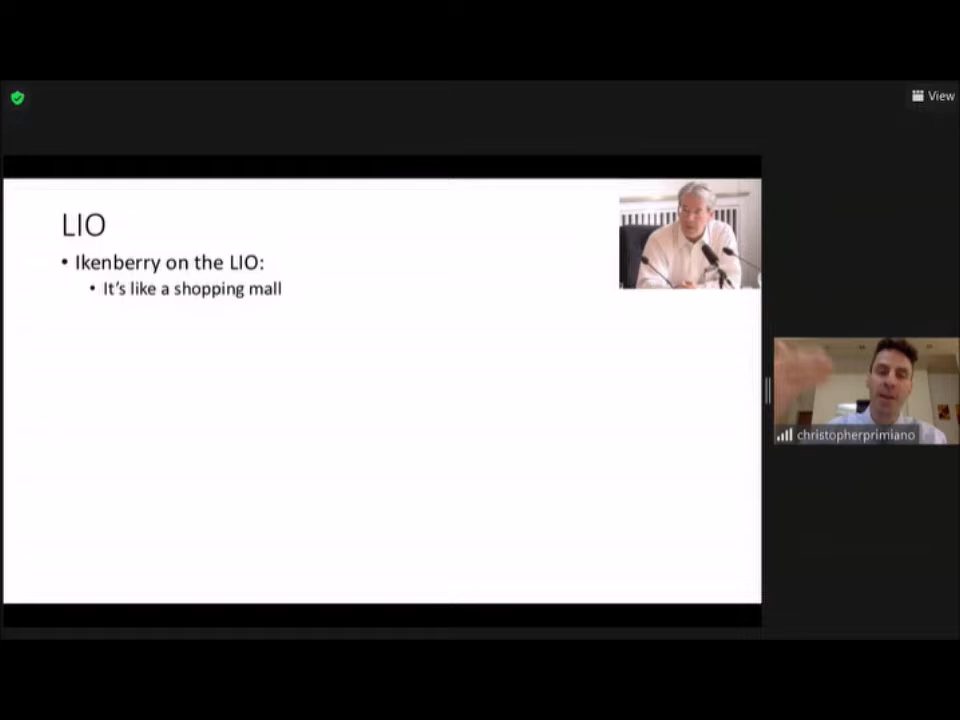 View
LIO
• Ikenberry on the LIO:
• It's like a shopping mall
christopherprimiano